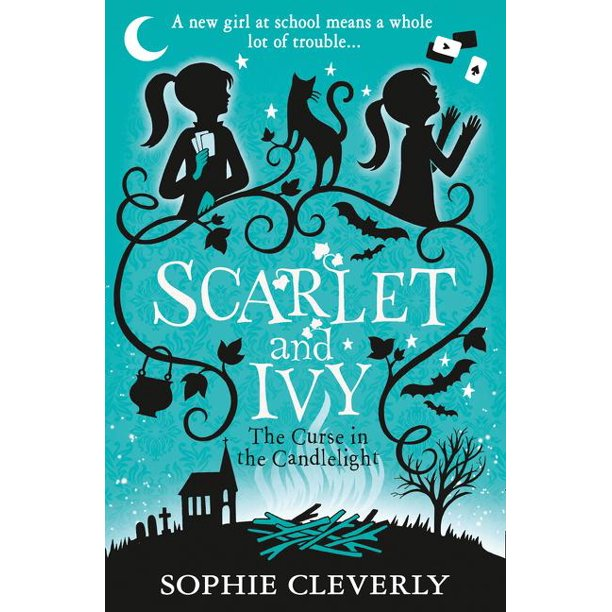 A new girl at school means a whole
lot of trouble...
SCARLET
and
IVY
The Curse in
the Candlelight
SOPHIE CLEVERLY